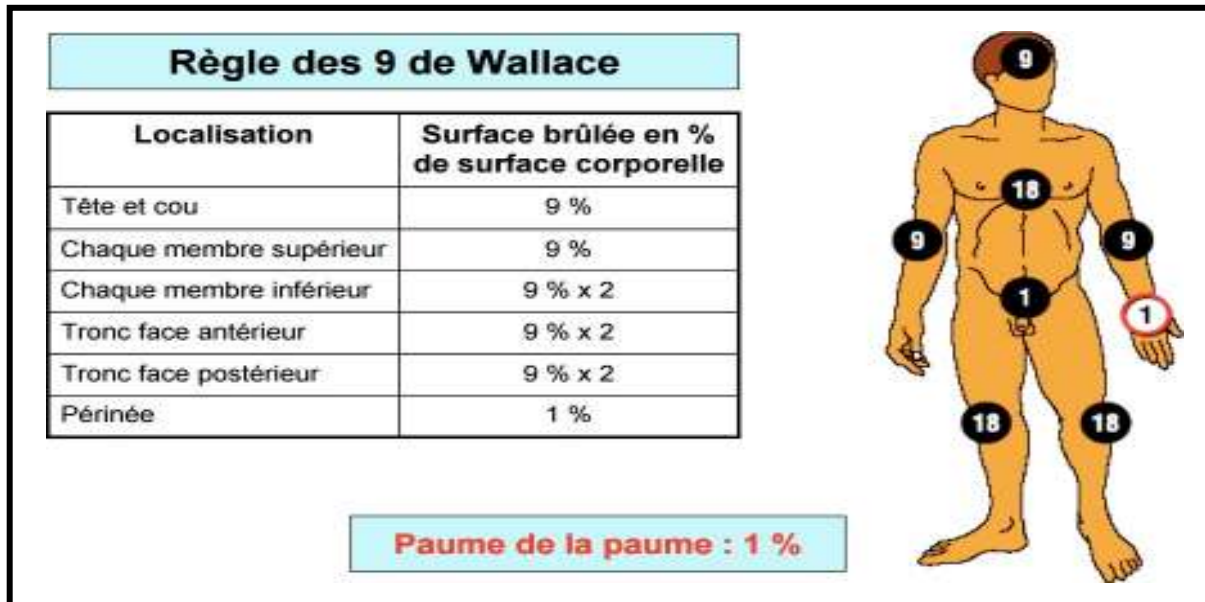 Règle des 9 de Wallace
Localisation
Surface brûlée en %
de surface corporelle
Tête et cou 9 %
Chaque membre supérieur 9 %
Chaque membre inférieur 9 % x 2
Tronc face antérieur 9 % x 2
Tronc face postérieur 9 % x 2
Périnée 1 %
Paume de la paume : 1 %
9
18
9
9
1
1
18
18